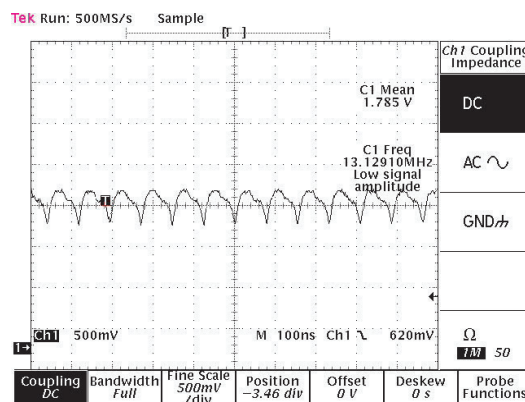 Tek Run: 500MS/s Sample
[T ]
Ch1 Coupling
Impedance
C1 Mean
1.785 V
DC
C1 Freq
13.12910MHz
Low signal
amplitude
AC
T
GND
Ch1 500mV M 100ns Ch1 620mV
1
Ω
1M 50
Coupling
DC
Bandwidth
Full
Fine Scale
500mV
/div
Position
−3.46 div
Offset
0 V
Deskew
0 s
Probe
Functions